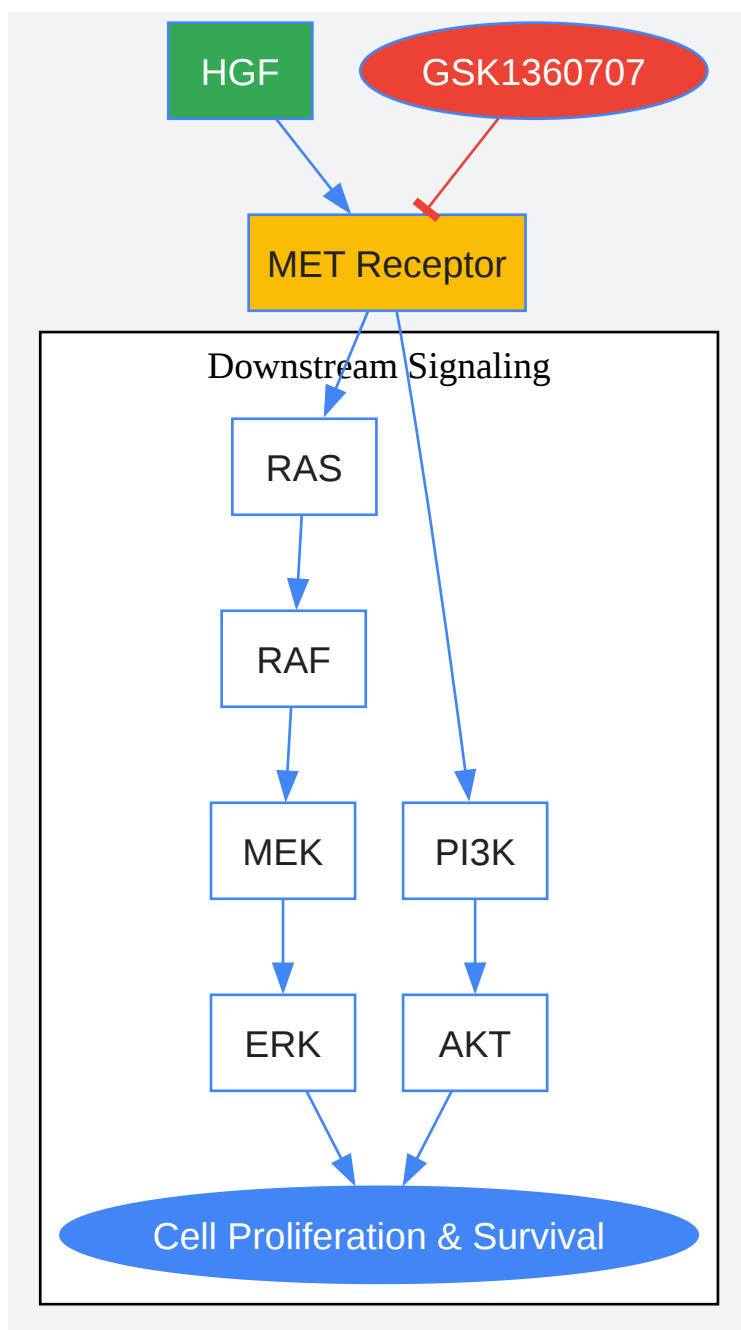 HGF
GSK1360707
MET Receptor
Downstream Signaling
RAS
RAF
MEK
PI3K
ERK
AKT
Cell Proliferation & Survival